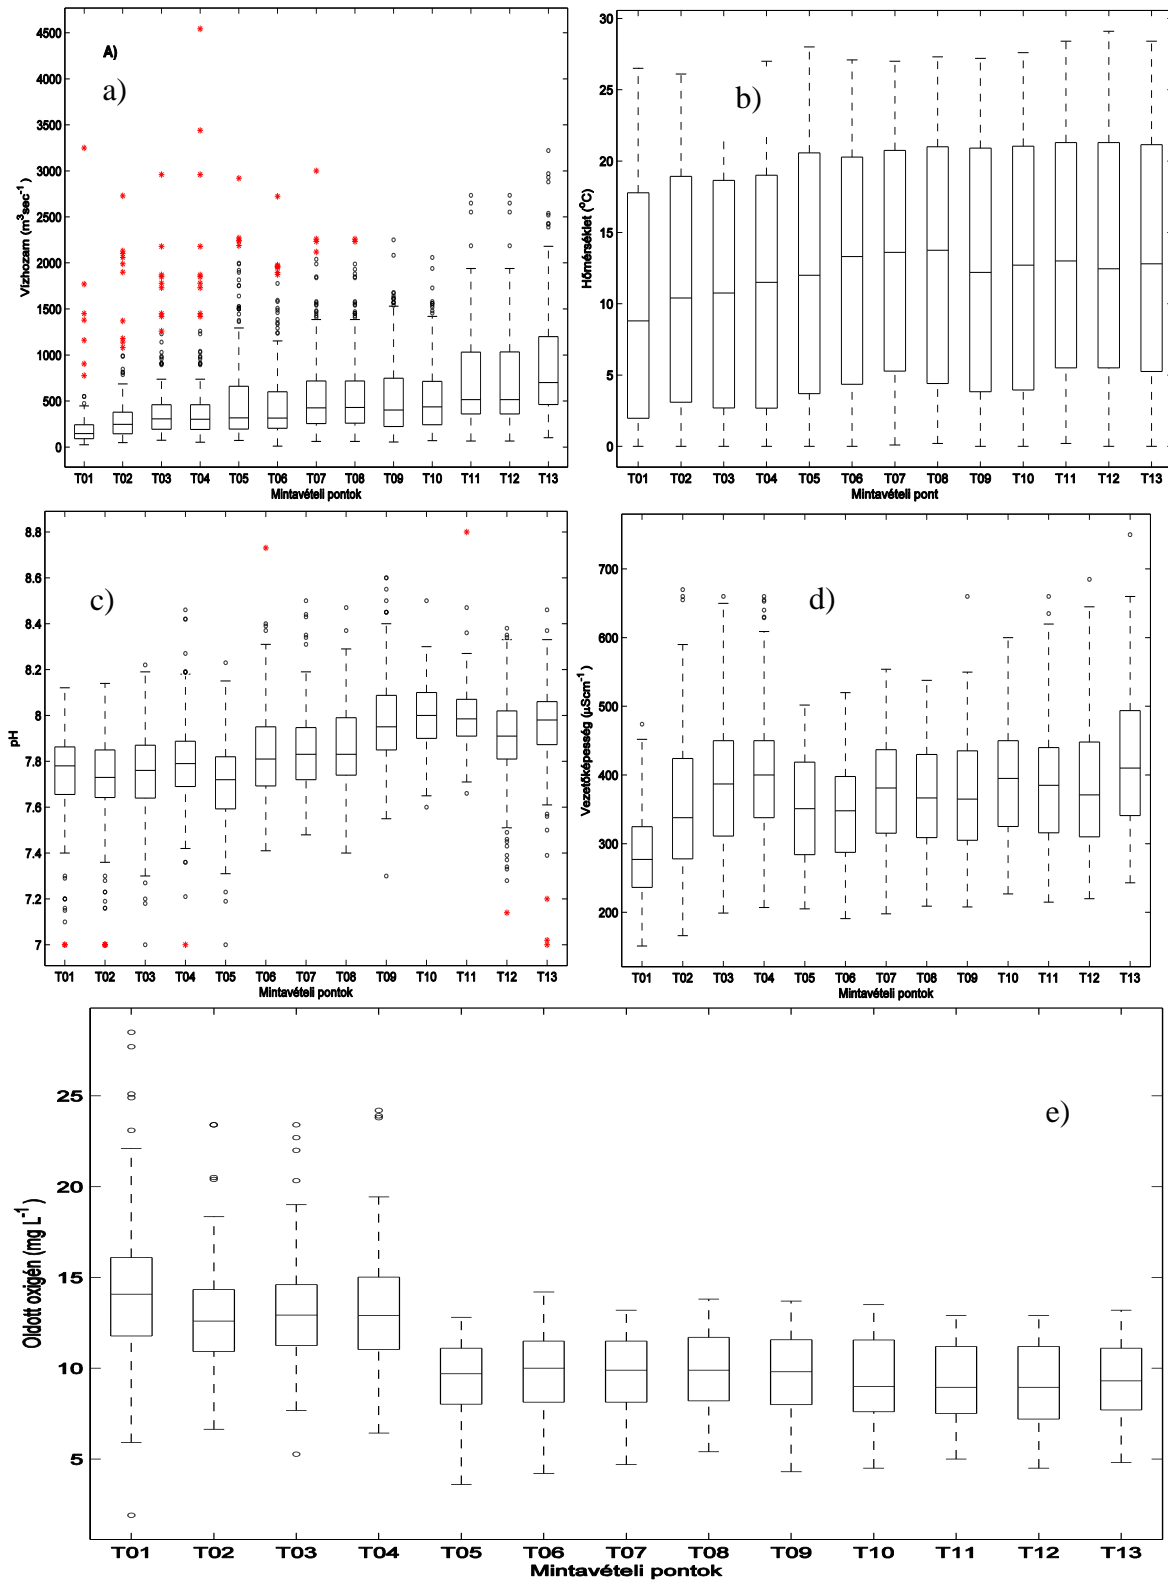 A)
a)
Vízhozam (m³sec⁻¹)
4500
4000
3500
3000
2500
2000
1500
1000
500
0
T01 T02 T03 T04 T05 T06 T07 T08 T09 T10 T11 T12 T13
Mintavételi pontok
b)
Hőmérséklet (°C)
30
25
20
15
10
5
0
T01 T02 T03 T04 T05 T06 T07 T08 T09 T10 T11 T12 T13
Mintavételi pont
c)
pH
8.8
8.6
8.4
8.2
8
7.8
7.6
7.4
7.2
7
T01 T02 T03 T04 T05 T06 T07 T08 T09 T10 T11 T12 T13
Mintavételi pontok
d)
Vezetőképesség (µScm⁻¹)
700
600
500
400
300
200
T01 T02 T03 T04 T05 T06 T07 T08 T09 T10 T11 T12 T13
Mintavételi pontok
e)
Oldott oxigén (mg L⁻¹)
25
20
15
10
5
T01 T02 T03 T04 T05 T06 T07 T08 T09 T10 T11 T12 T13
Mintavételi pontok